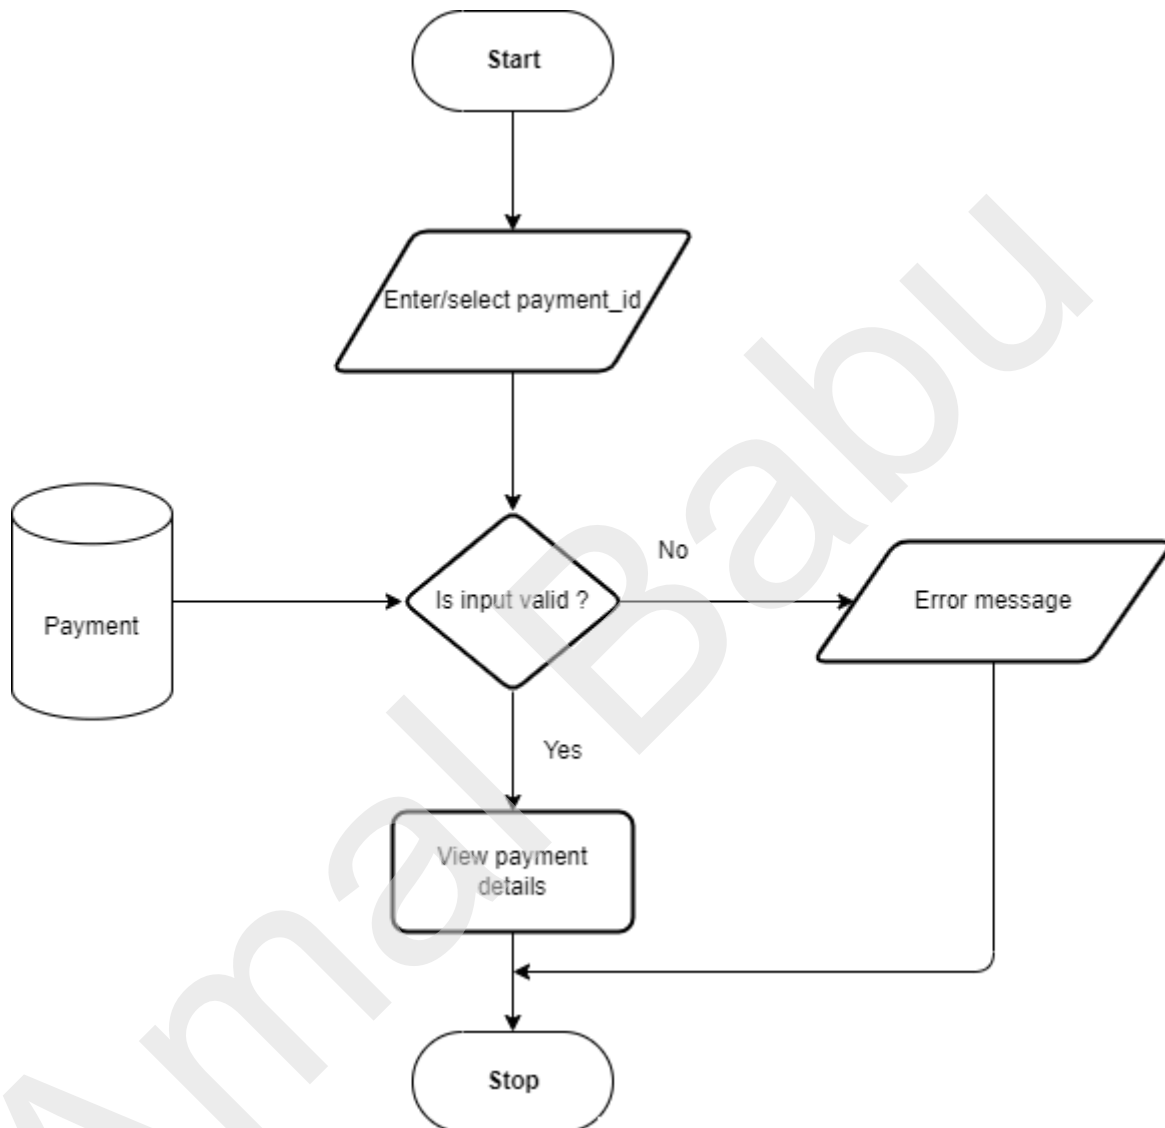 Start
Enter/select payment_id
Payment
Is input valid ?
No
Error message
Yes
View payment
details
Stop
Amal Babu